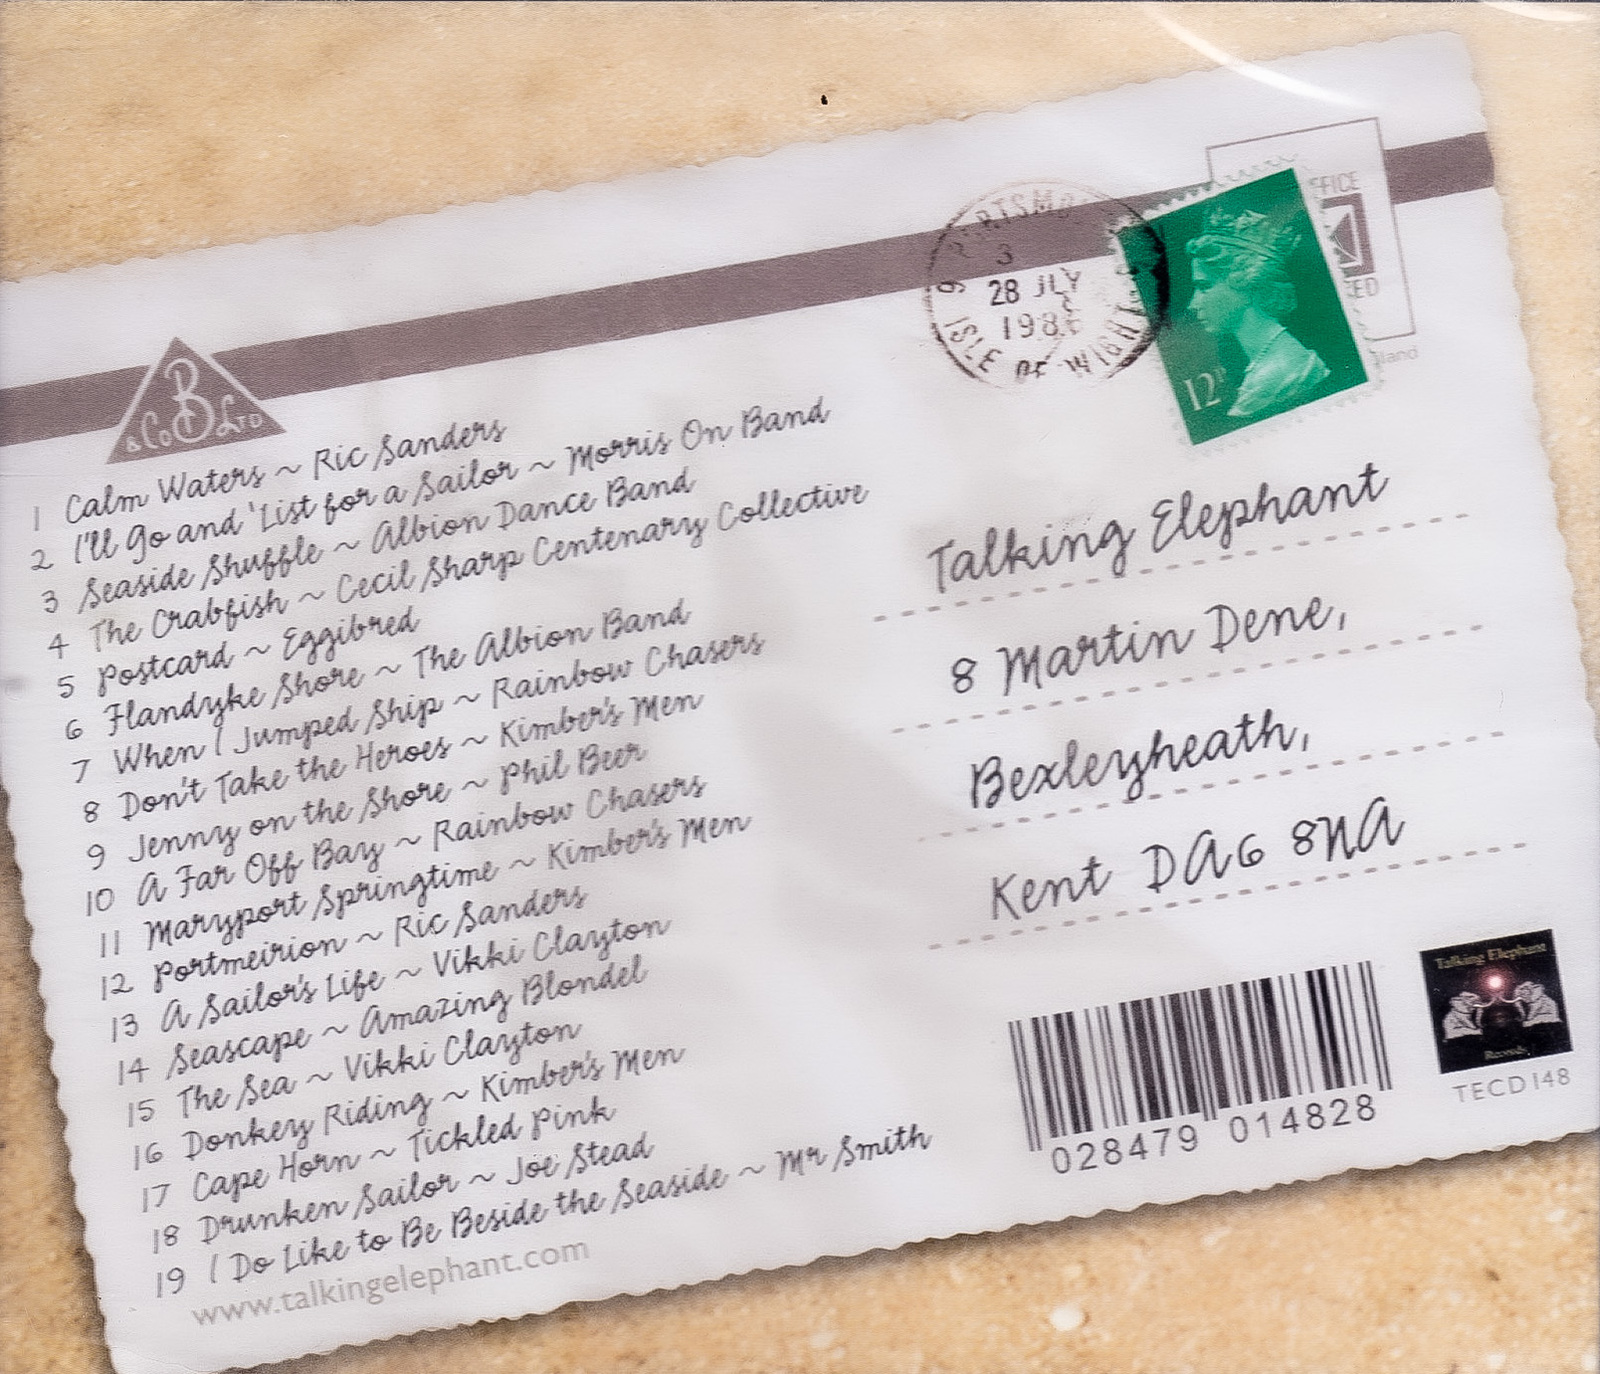 B
& Co Ltd
1 Calm Waters ~ Ric Sanders
2 I'll Go and 'List for a Sailor ~ Morris On Band
3 Seaside Shuffle ~ Albion Dance Band
4 The Crabfish ~ Cecil Sharp Centenary Collective
5 Postcard ~ Eggibred
6 Flandyke Shore ~ The Albion Band
7 When I Jumped Ship ~ Rainbow Chasers
8 Don't Take the Heroes ~ Kimber's Men
9 Jenny on the Shore ~ Phil Beer
10 A Far Off Bay ~ Rainbow Chasers
11 Maryport Springtime ~ Kimber's Men
12 Portmeirion ~ Ric Sanders
13 A Sailor's Life ~ Vikki Clayton
14 Seascape ~ Amazing Blondel
15 The Sea ~ Vikki Clayton
16 Donkey Riding ~ Kimber's Men
17 Cape Horn ~ Tickled Pink
18 Drunken Sailor ~ Joe Stead
19 I Do Like to Be Beside the Seaside ~ Mr Smith
www.talkingelephant.com
3
28 JLY
1986
ISLE OF WIGHT
12P
Talking Elephant
8 Martin Dene,
Bexleyheath,
Kent DA6 8NA
028479 014828
Talking Elephant
Records
TECD148